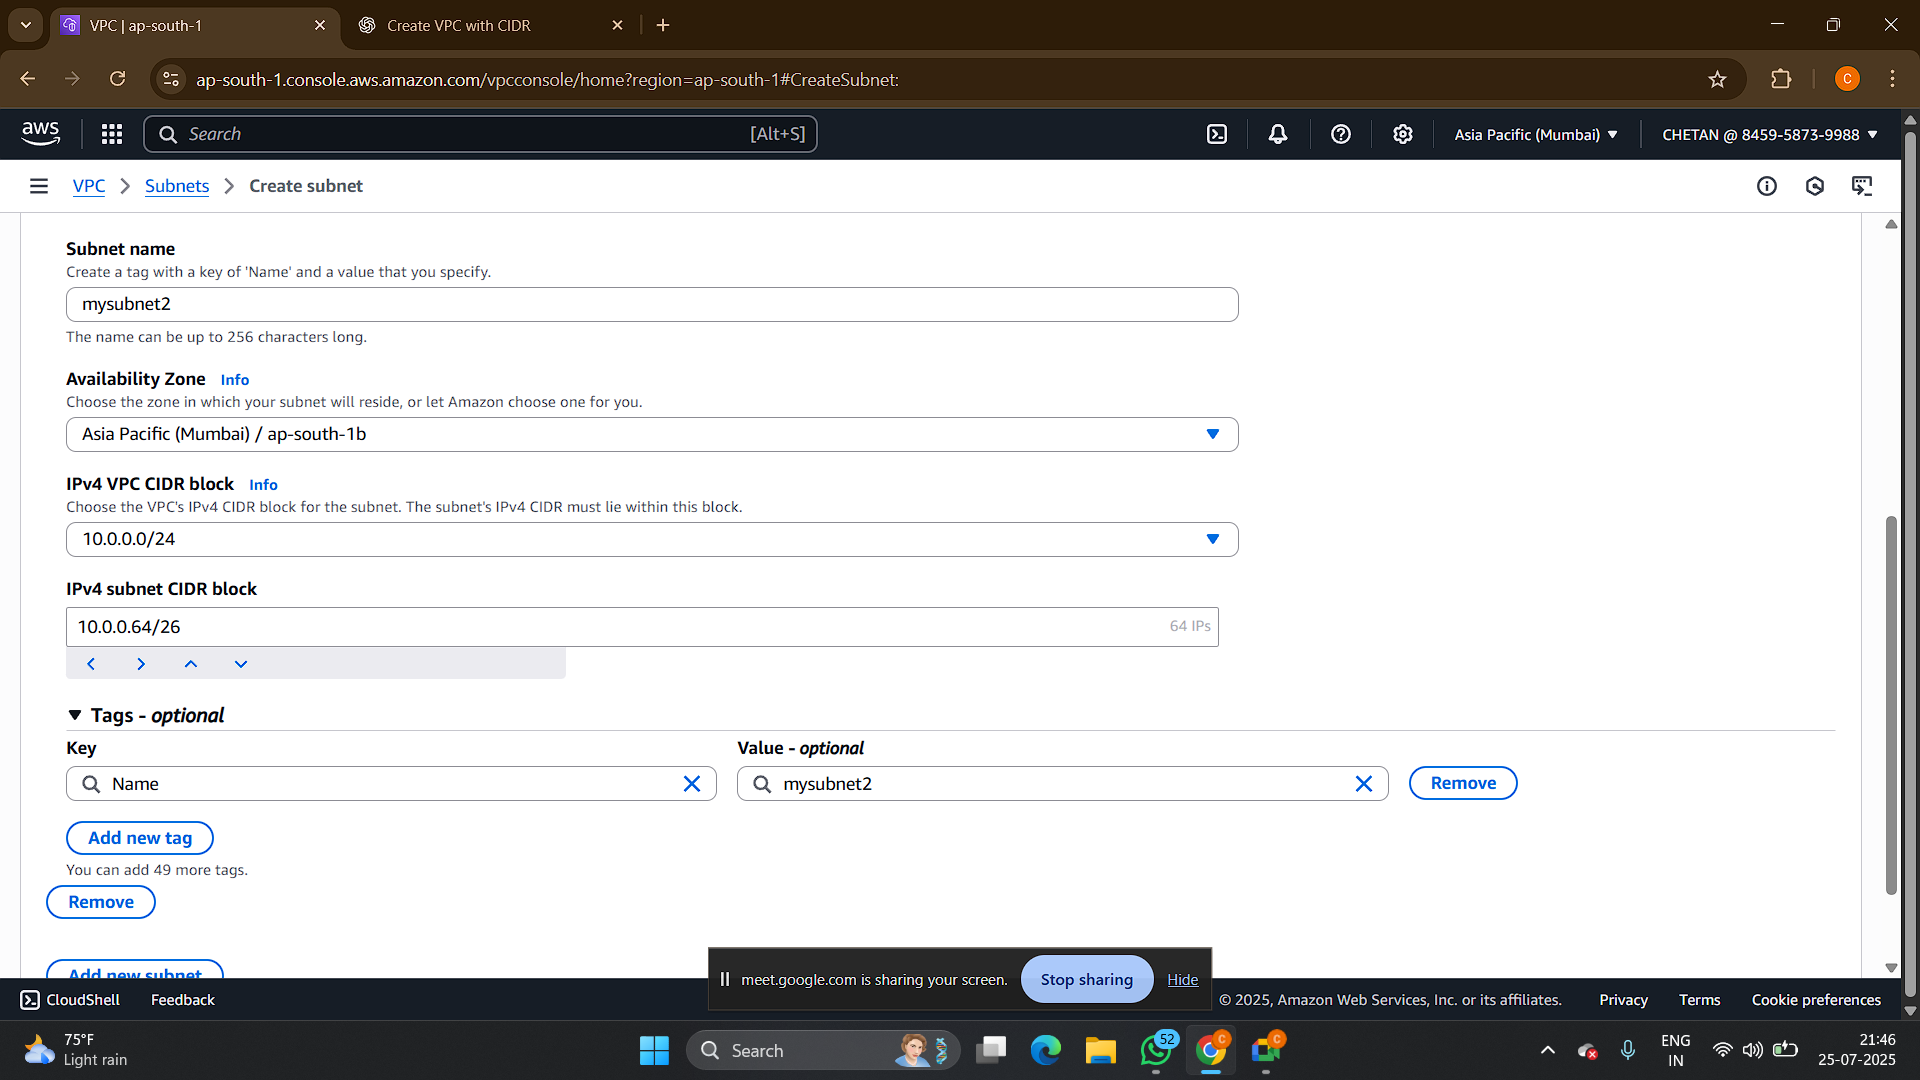 VPC | ap-south-1
Create VPC with CIDR
ap-south-1.console.aws.amazon.com/vpcconsole/home?region=ap-south-1#CreateSubnet:
C
aws
Search
[Alt+S]
Asia Pacific (Mumbai)
CHETAN @ 8459-5873-9988
VPC
Subnets
Create subnet
Subnet name
Create a tag with a key of 'Name' and a value that you specify.
mysubnet2
The name can be up to 256 characters long.
Availability Zone Info
Choose the zone in which your subnet will reside, or let Amazon choose one for you.
Asia Pacific (Mumbai) / ap-south-1b
IPv4 VPC CIDR block Info
Choose the VPC's IPv4 CIDR block for the subnet. The subnet's IPv4 CIDR must lie within this block.
10.0.0.0/24
IPv4 subnet CIDR block
10.0.0.64/26
64 IPs
Tags - optional
Key
Value - optional
Name
mysubnet2
Remove
Add new tag
You can add 49 more tags.
Remove
Add new subnet
meet.google.com is sharing your screen.
Stop sharing
Hide
CloudShell
Feedback
© 2025, Amazon Web Services, Inc. or its affiliates.
Privacy
Terms
Cookie preferences
75°F
Light rain
Search
52
C
C
ENG
IN
21:46
25-07-2025